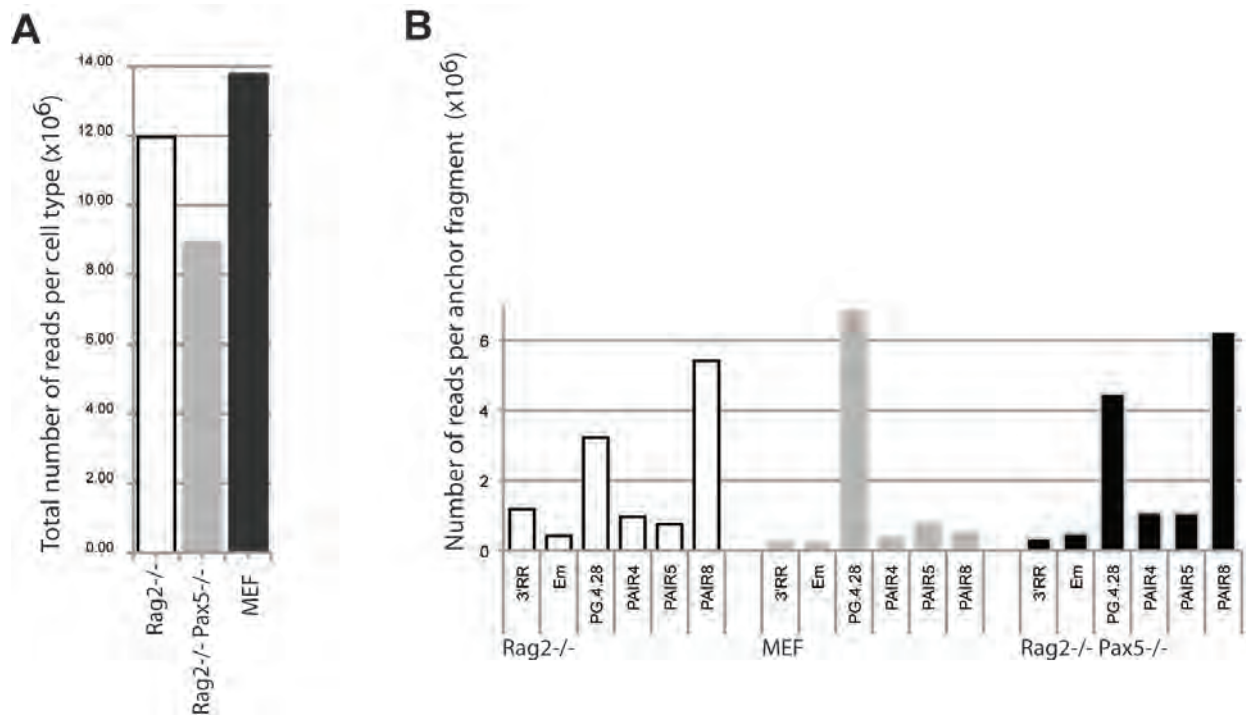 A
Total number of reads per cell type (x10⁶)
14.00
12.00
10.00
8.00
6.00
4.00
2.00
0.00
Rag2-/-
Rag2-/- Pax5-/-
MEF
B
Number of reads per anchor fragment (x10⁶)
6
4
2
0
3'RR
Em
PG.4.28
PAIR4
PAIR5
PAIR8
3'RR
Em
PG.4.28
PAIR4
PAIR5
PAIR8
3'RR
Em
PG.4.28
PAIR4
PAIR5
PAIR8
Rag2-/-
MEF
Rag2-/- Pax5-/-